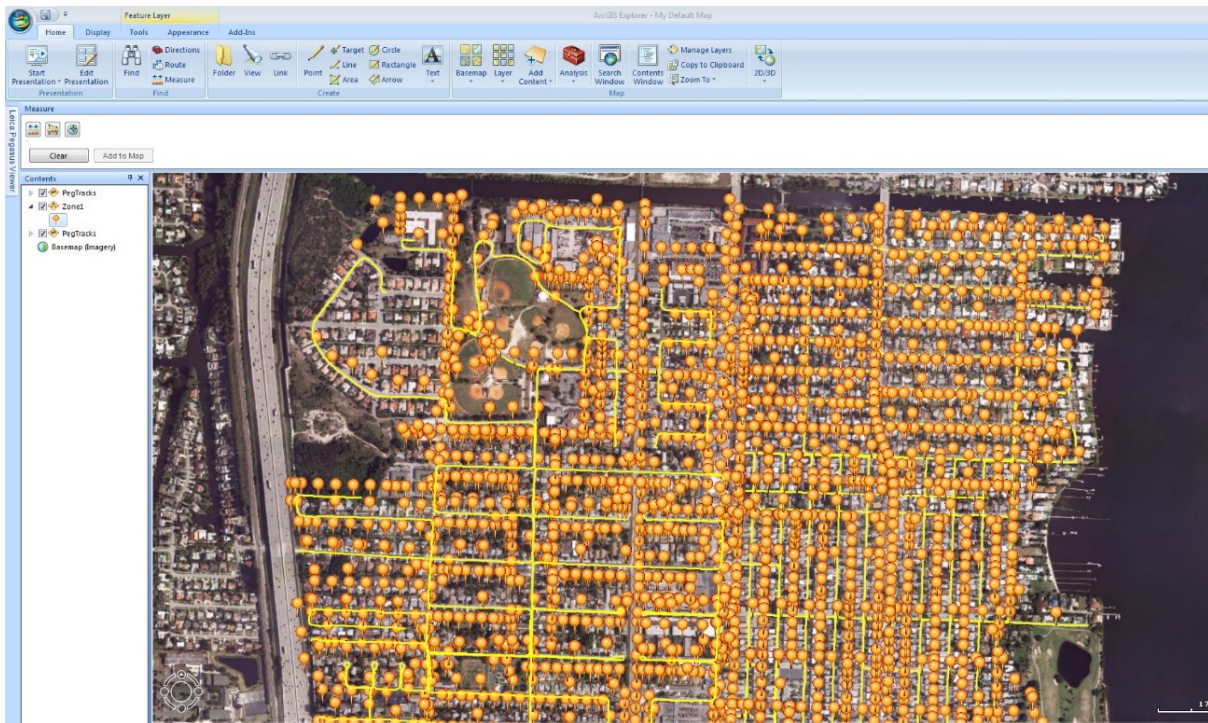 Feature Layer
ArcGIS Explorer - My Default Map
Home Display Tools Appearance Add-Ins
Start Presentation
Edit Presentation
Presentation
Find
Directions
Route
Measure
Find
Folder
View
Link
Point
Target
Line
Area
Circle
Rectangle
Arrow
Text
Create
Basemap
Layer
Add Content
Analysis
Search Window
Contents Window
Manage Layers
Copy to Clipboard
Zoom To
2D/3D
Map
Leica Pegasus Viewer
Measure
Clear
Add to Map
Contents
PegTracks
Zone1
PegTracks
Basemap (Imagery)